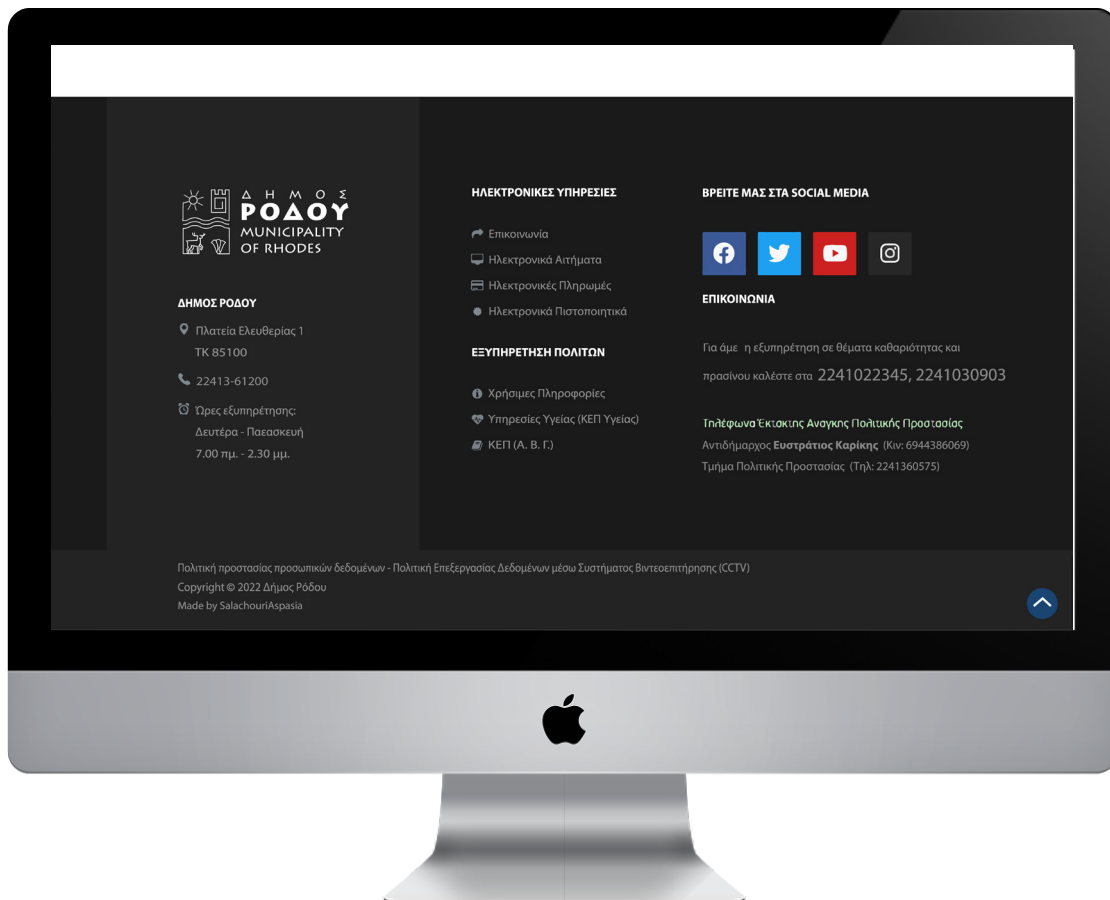 ΔΗΜΟΣ
ΡΟΔΟΥ
MUNICIPALITY
OF RHODES
ΔΗΜΟΣ ΡΟΔΟΥ
Πλατεία Ελευθερίας 1
ΤΚ 85100
22413-61200
Ώρες εξυπηρέτησης:
Δευτέρα - Παεασκευή
7.00 πμ. - 2.30 μμ.
ΗΛΕΚΤΡΟΝΙΚΕΣ ΥΠΗΡΕΣΙΕΣ
Επικοινωνία
Ηλεκτρονικά Αιτήματα
Ηλεκτρονικές Πληρωμές
Ηλεκτρονικά Πιστοποιητικά
ΕΞΥΠΗΡΕΤΗΣΗ ΠΟΛΙΤΩΝ
Χρήσιμες Πληροφορίες
Υπηρεσίες Υγείας (ΚΕΠ Υγείας)
ΚΕΠ (Α. Β. Γ.)
ΒΡΕΙΤΕ ΜΑΣ ΣΤΑ SOCIAL MEDIA
ΕΠΙΚΟΙΝΩΝΙΑ
Για άμε η εξυπηρέτηση σε θέματα καθαριότητας και
πρασίνου καλέστε στα 2241022345, 2241030903
Τηλέφωνα Έκτακτης Αναγκης Πολιτικής Προστασίας
Αντιδήμαρχος Ευστράτιος Καρίκης (Κιν: 6944386069)
Τμήμα Πολιτικής Προστασίας (Τηλ: 2241360575)
Πολιτική προστασίας προσωπικών δεδομένων - Πολιτική Επεξεργασίας Δεδομένων μέσω Συστήματος Βιντεοεπιτήρησης (CCTV)
Copyright © 2022 Δήμος Ρόδου
Made by SalachouriAspasia